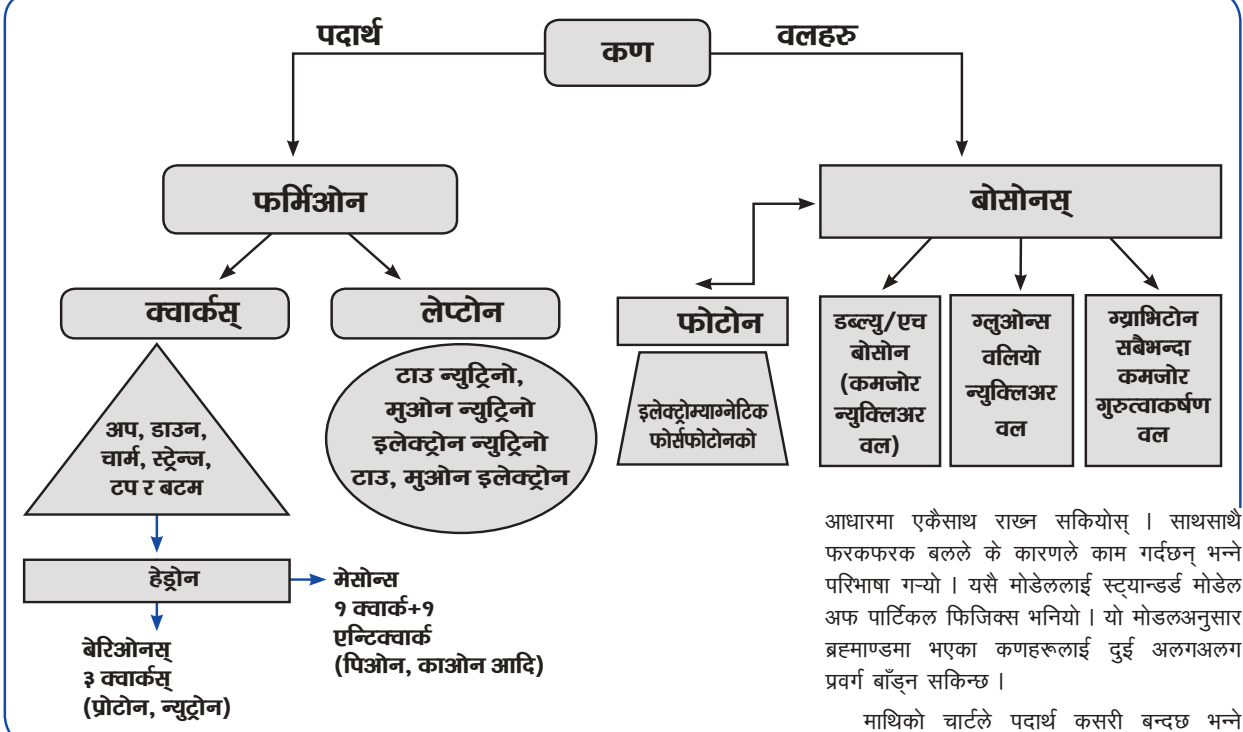 पदार्थ
कण
वलहरु
फर्मिओन
बोसोनस्
क्वार्कस्
लेप्टोन
फोटोन
डब्ल्यु/एच
बोसोन
(कमजोर
न्युक्लिअर
वल)
ग्लुओन्स
वलियो
न्युक्लिअर
वल
ग्राभिटोन
सबैभन्दा
कमजोर
गुरुत्वाकर्षण
वल
अप, डाउन,
चार्म, स्ट्रेन्ज,
टप र बटम
टाउ न्युट्रिनो,
मुओन न्युट्रिनो
इलेक्ट्रोन न्युट्रिनो
टाउ, मुओन इलेक्ट्रोन
इलेक्ट्रोम्याग्नेटिक
फोर्सफोटोनको
हेड्रोन
मेसोन्स
१ क्वार्क+१
एन्टिक्वार्क
(पिओन, काओन आदि)
बेरिओनस्
३ क्वार्कस्
(प्रोटोन, न्युट्रोन)
आधारमा एकैसाथ राख्न सकियोस् । साथसाथै
फरकफरक बलले के कारणले काम गर्दछन् भन्ने
परिभाषा गऱ्यो । यसै मोडेललाई स्ट्यान्डर्ड मोडेल
अफ पार्टिकल फिजिक्स भनियो । यो मोडलअनुसार
ब्रह्माण्डमा भएका कणहरूलाई दुई अलगअलग
प्रवर्ग बाँड्न सकिन्छ ।
माथिको चार्टले पदार्थ कसरी बन्दछ भन्ने